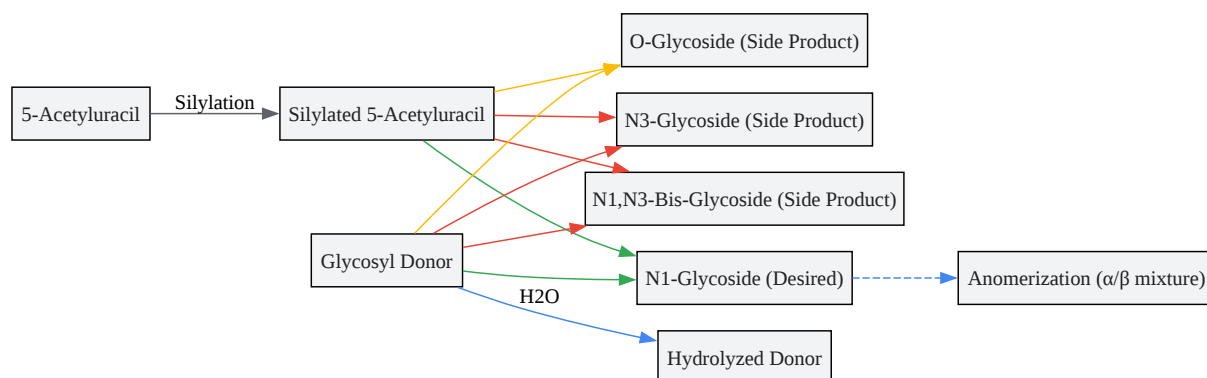 O-Glycoside (Side Product)
5-Acetyluracil
Silylation
Silylated 5-Acetyluracil
N3-Glycoside (Side Product)
N1,N3-Bis-Glycoside (Side Product)
Glycosyl Donor
N1-Glycoside (Desired)
Anomerization (α/β mixture)
H2O
Hydrolyzed Donor